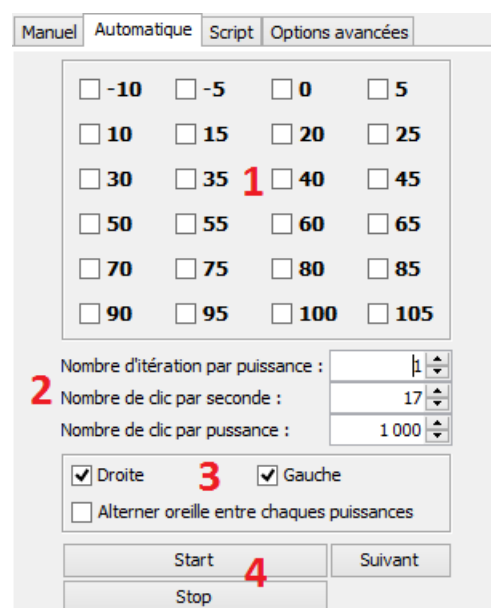 Manuel Automatique Script Options avancées
-10 -5 0 5
10 15 20 25
30 35 1 40 45
50 55 60 65
70 75 80 85
90 95 100 105
Nombre d'itération par puissance : 1
2 Nombre de clic par seconde : 17
Nombre de clic par pussance : 1 000
Droite 3 Gauche
Alterner oreille entre chaques puissances
Start 4 Suivant
Stop